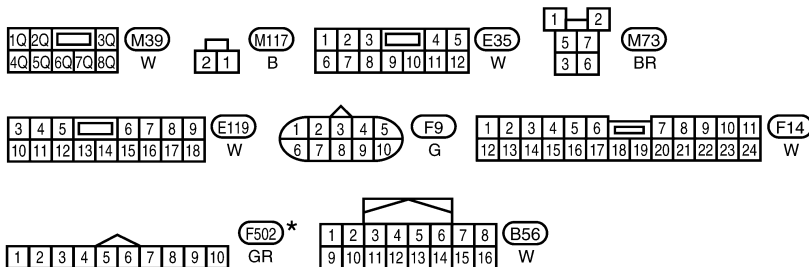 1Q 2Q 3Q M39 M117 1 2 3 4 5 E35 1 2 M73
4Q 5Q 6Q 7Q 8Q W 2 1 B 6 7 8 9 10 11 12 W 5 7 BR
3 6
3 4 5 6 7 8 9 E119 1 2 3 4 5 F9 1 2 3 4 5 6 7 8 9 10 11 F14
10 11 12 13 14 15 16 17 18 W 6 7 8 9 10 G 12 13 14 15 16 17 18 19 20 21 22 23 24 W
F502 * 1 2 3 4 5 6 7 8 B56
1 2 3 4 5 6 7 8 9 10 GR 9 10 11 12 13 14 15 16 W